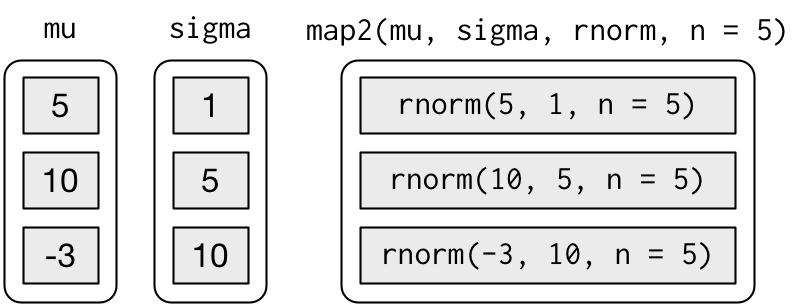 mu sigma map2(mu, sigma, rnorm, n = 5)
5 1 rnorm(5, 1, n = 5)
10 5 rnorm(10, 5, n = 5)
-3 10 rnorm(-3, 10, n = 5)